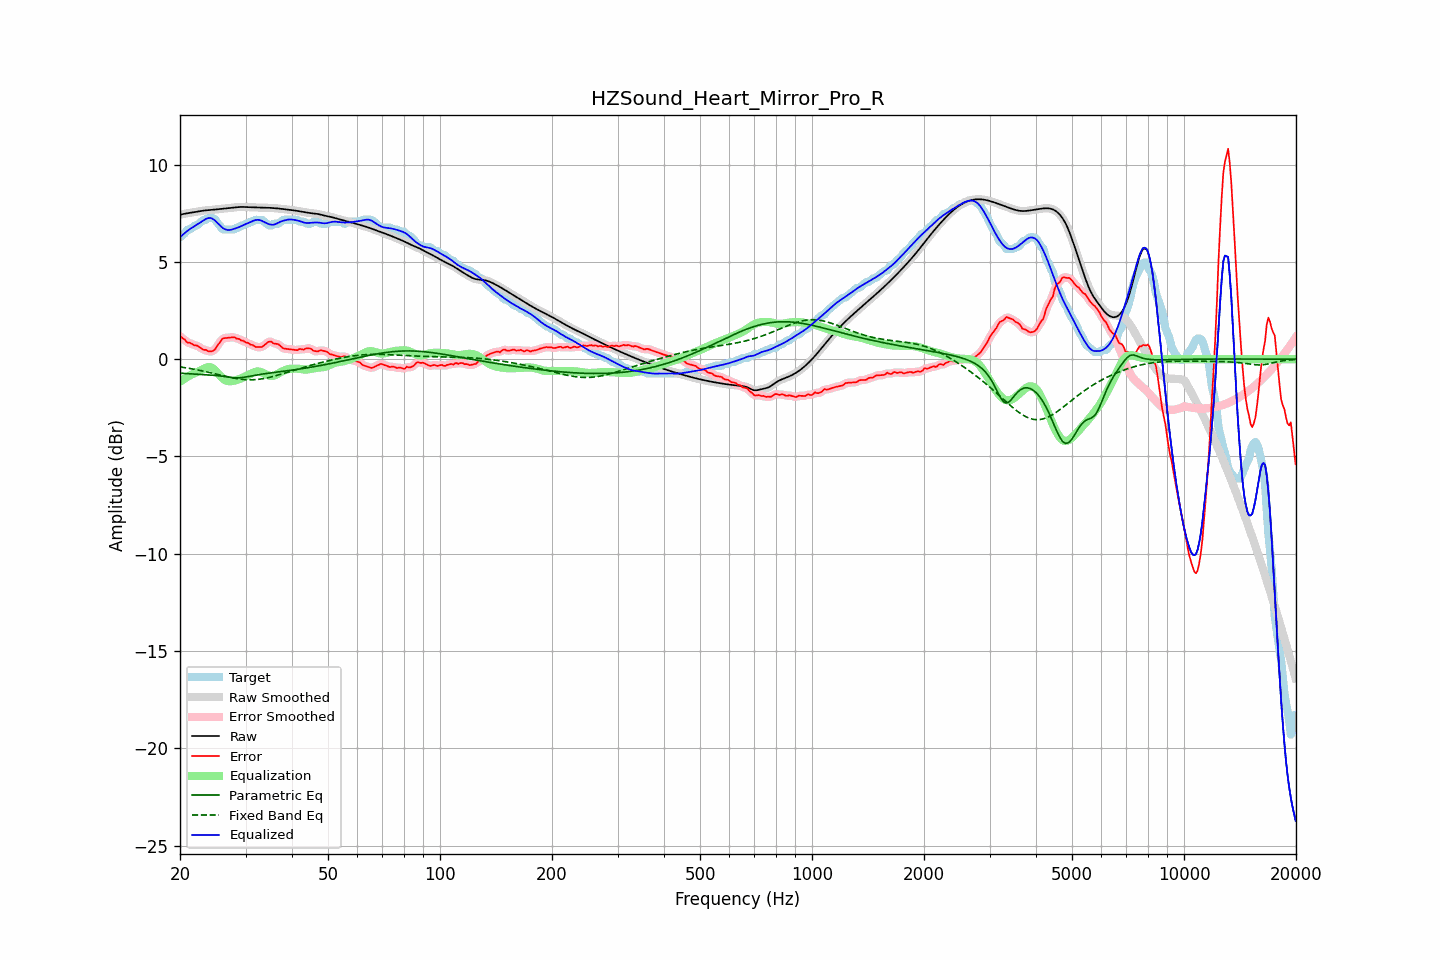 HZSound_Heart_Mirror_Pro_R
Amplitude (dBr)
10
5
0
−5
−10
−15
−20
−25
Target
Raw Smoothed
Error Smoothed
Raw
Error
Equalization
Parametric Eq
Fixed Band Eq
Equalized
20 50 100 200 500 1000 2000 5000 10000 20000
Frequency (Hz)